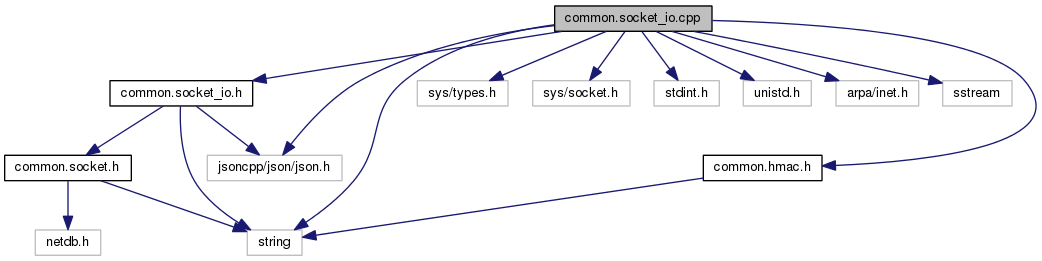 common.socket_io.cpp
common.socket_io.h
sys/types.h
sys/socket.h
stdint.h
unistd.h
arpa/inet.h
sstream
common.socket.h
jsoncpp/json/json.h
common.hmac.h
netdb.h
string